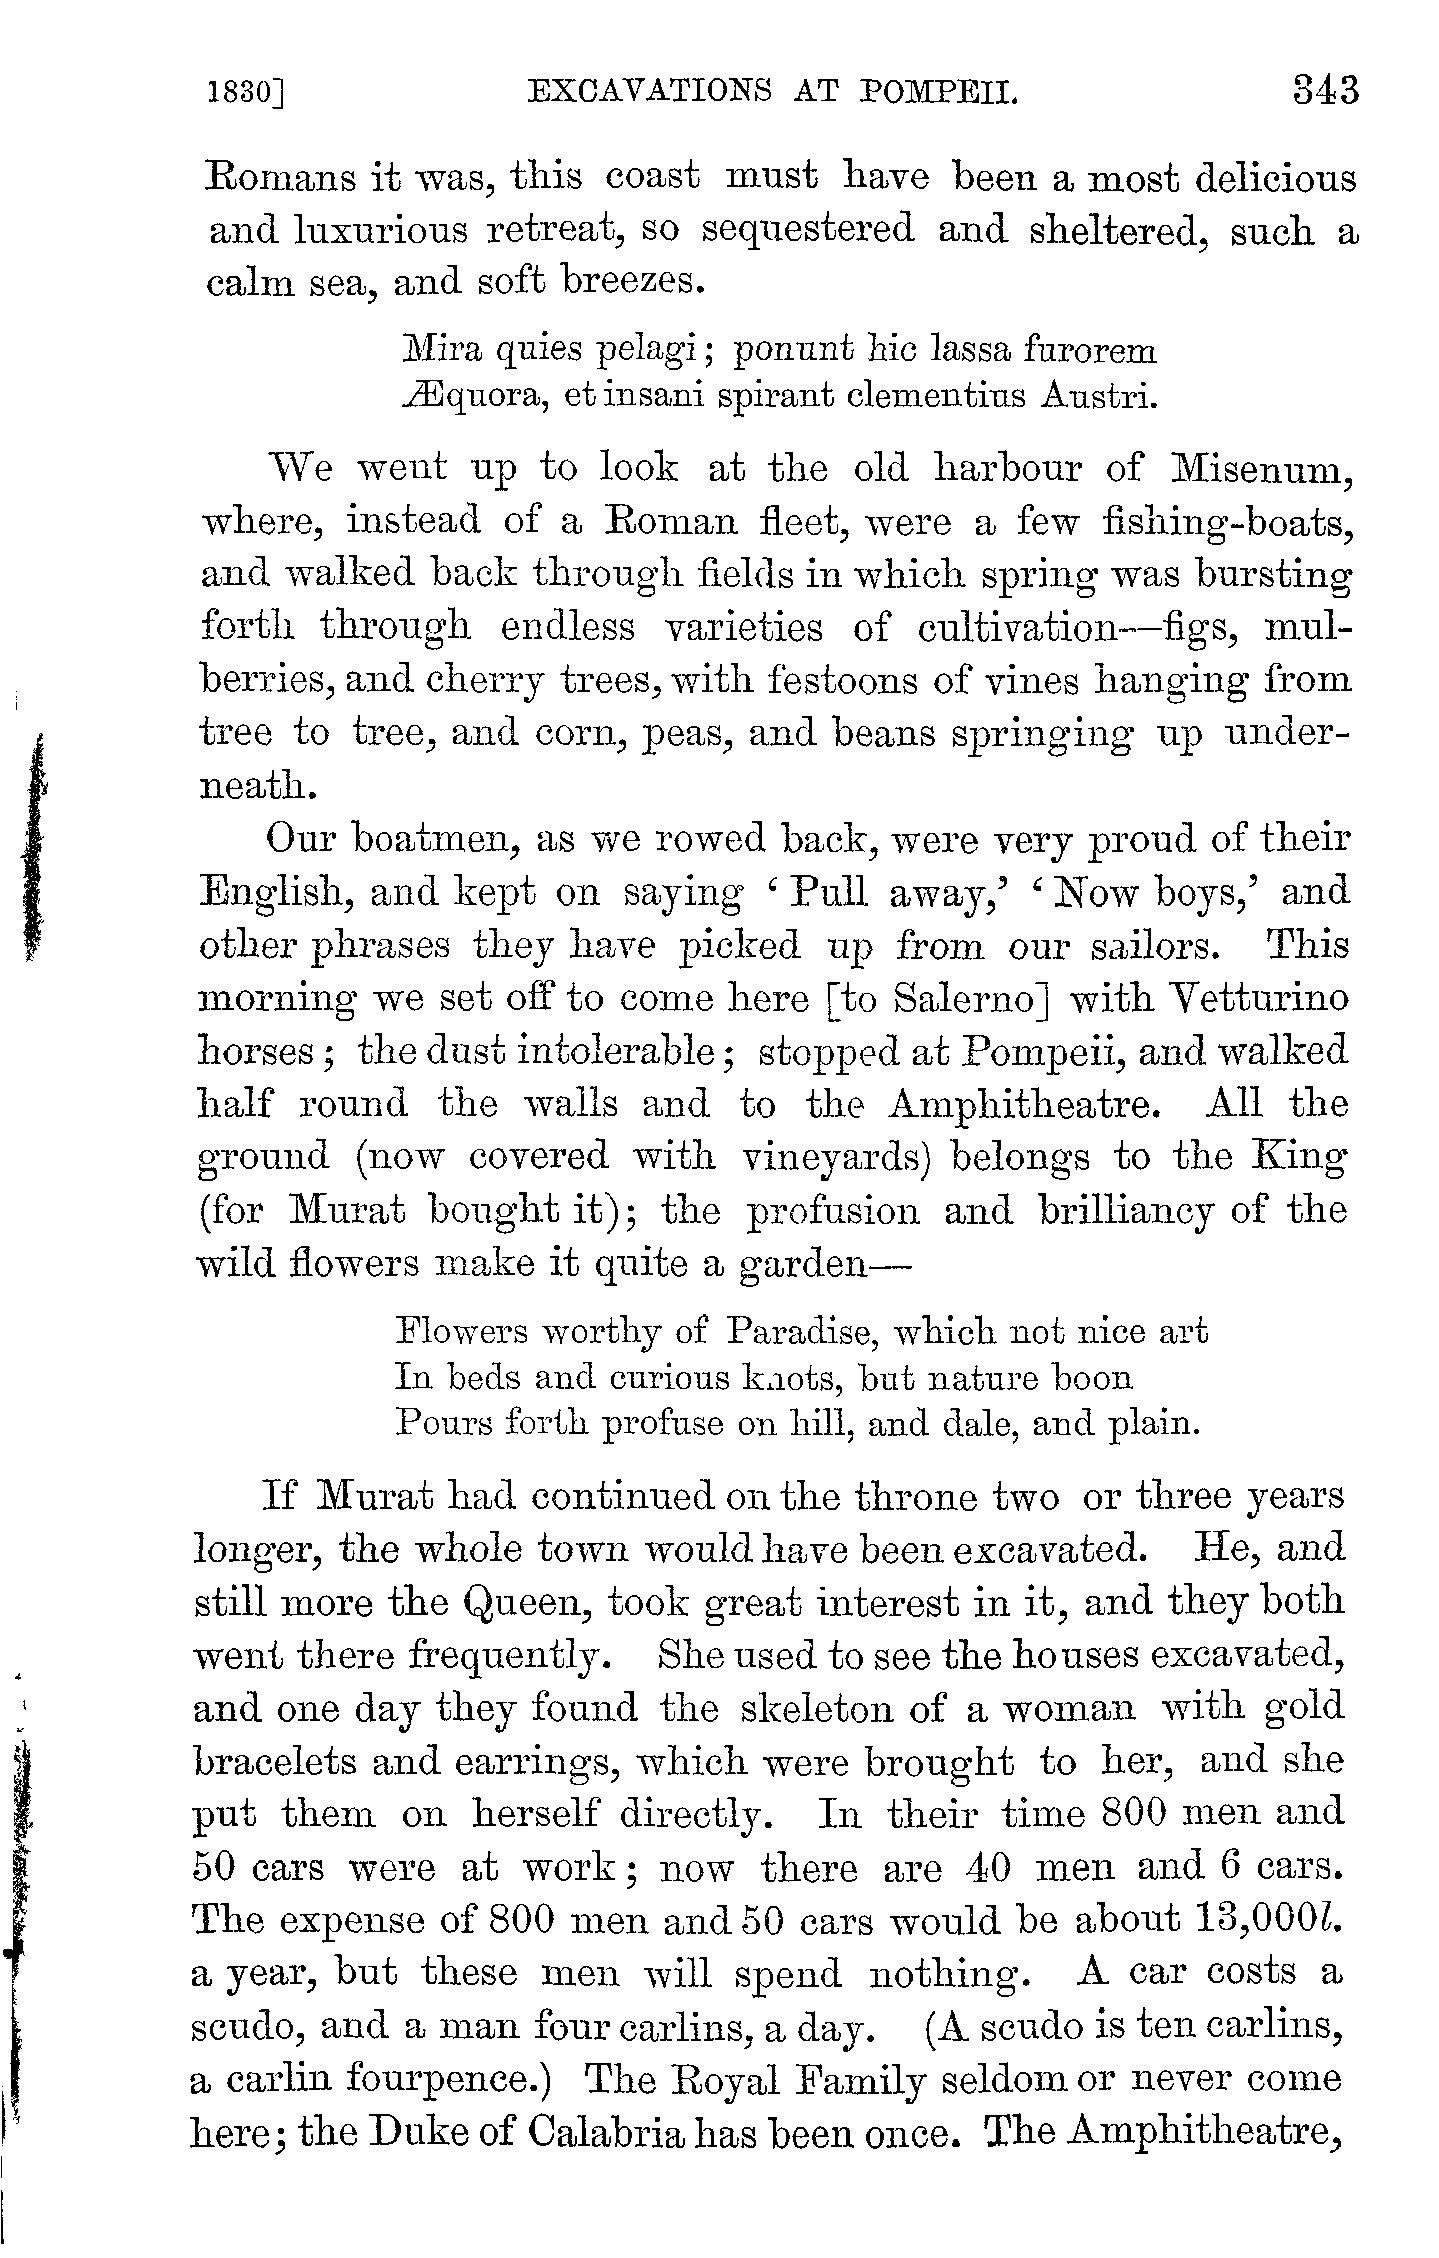 1830] EXCAVATIONS AT POMPEII. 343
Romans it was, this coast must have been a most delicious
and luxurious retreat, so sequestered and sheltered, such a
calm sea, and soft breezes.
Mira quies pelagi; ponunt hic lassa furorem
Æquora, et insani spirant clementius Austri.
We went up to look at the old harbour of Misenum,
where, instead of a Roman fleet, were a few fishing-boats,
and walked back through fields in which spring was bursting
forth through endless varieties of cultivation—figs, mul-
berries, and cherry trees, with festoons of vines hanging from
tree to tree, and corn, peas, and beans springing up under-
neath.
Our boatmen, as we rowed back, were very proud of their
English, and kept on saying ‘Pull away,’ ‘Now boys,’ and
other phrases they have picked up from our sailors. This
morning we set off to come here [to Salerno] with Vetturino
horses; the dust intolerable; stopped at Pompeii, and walked
half round the walls and to the Amphitheatre. All the
ground (now covered with vineyards) belongs to the King
(for Murat bought it); the profusion and brilliancy of the
wild flowers make it quite a garden—
Flowers worthy of Paradise, which not nice art
In beds and curious knots, but nature boon
Pours forth profuse on hill, and dale, and plain.
If Murat had continued on the throne two or three years
longer, the whole town would have been excavated. He, and
still more the Queen, took great interest in it, and they both
went there frequently. She used to see the houses excavated,
and one day they found the skeleton of a woman with gold
bracelets and earrings, which were brought to her, and she
put them on herself directly. In their time 800 men and
50 cars were at work; now there are 40 men and 6 cars.
The expense of 800 men and 50 cars would be about 13,000l.
a year, but these men will spend nothing. A car costs a
scudo, and a man four carlins, a day. (A scudo is ten carlins,
a carlin fourpence.) The Royal Family seldom or never come
here; the Duke of Calabria has been once. The Amphitheatre,